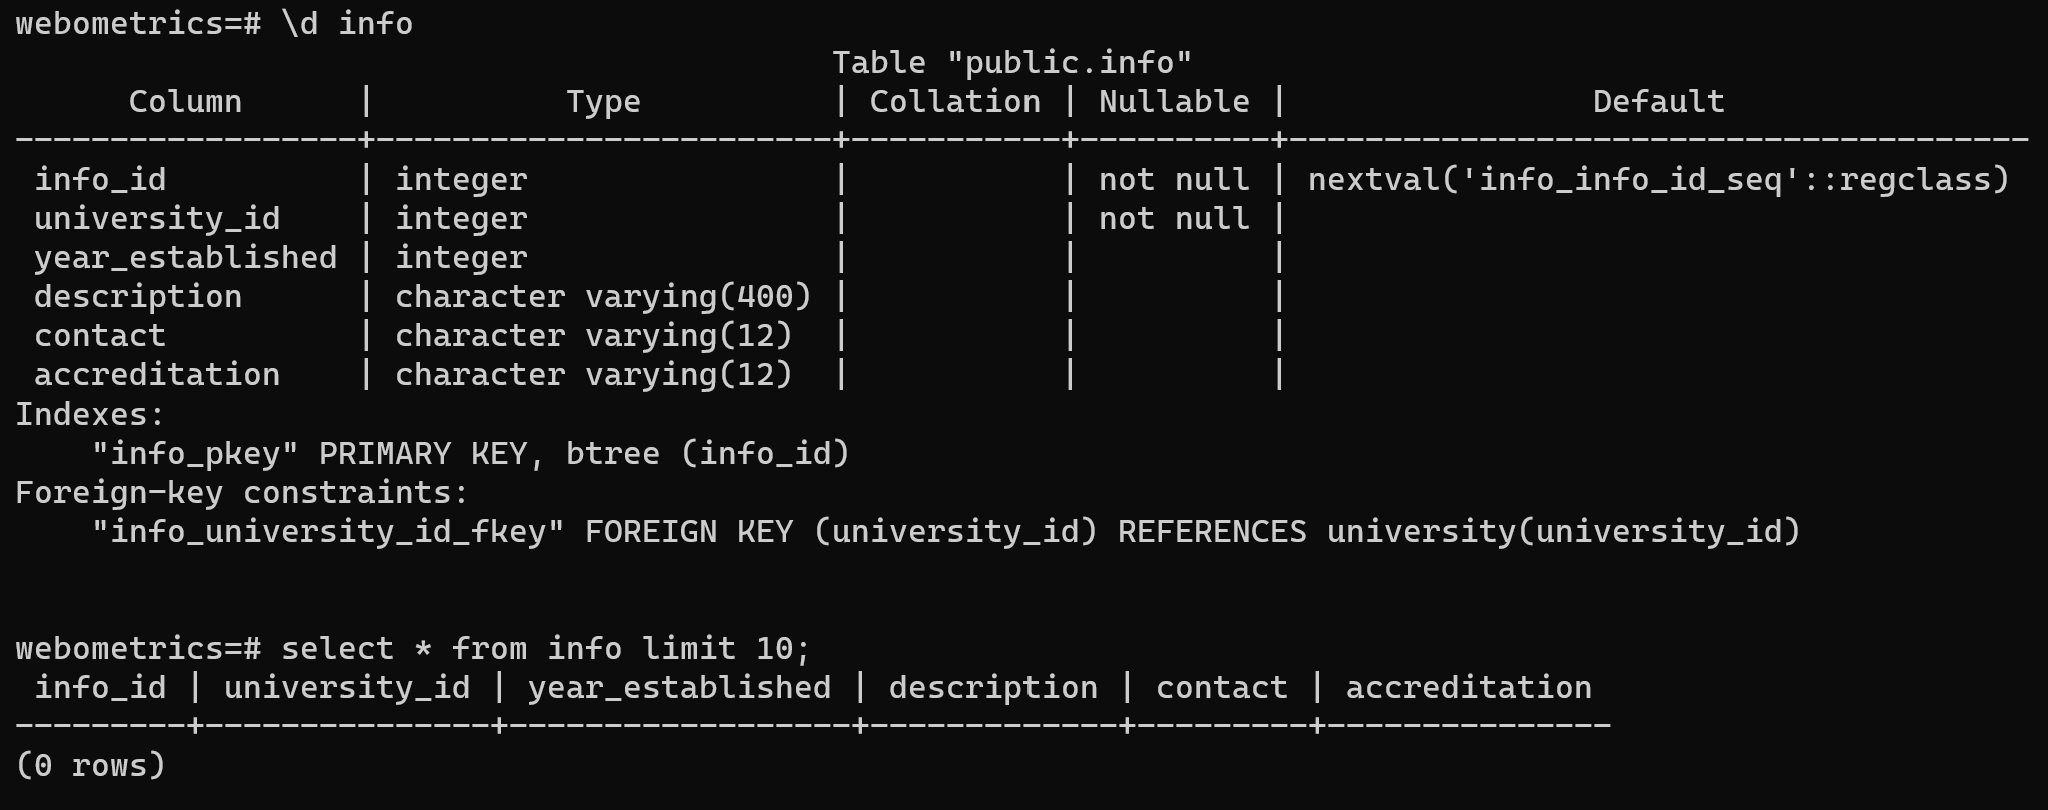 webometrics=# \d info
                                           Table "public.info"
      Column      |          Type          | Collation | Nullable |                Default
------------------+------------------------+-----------+----------+---------------------------------------
 info_id          | integer                |           | not null | nextval('info_info_id_seq'::regclass)
 university_id    | integer                |           | not null |
 year_established | integer                |           |          |
 description      | character varying(400) |           |          |
 contact          | character varying(12)  |           |          |
 accreditation    | character varying(12)  |           |          |
Indexes:
    "info_pkey" PRIMARY KEY, btree (info_id)
Foreign-key constraints:
    "info_university_id_fkey" FOREIGN KEY (university_id) REFERENCES university(university_id)
webometrics=# select * from info limit 10;
 info_id | university_id | year_established | description | contact | accreditation
---------+---------------+------------------+-------------+---------+---------------
(0 rows)